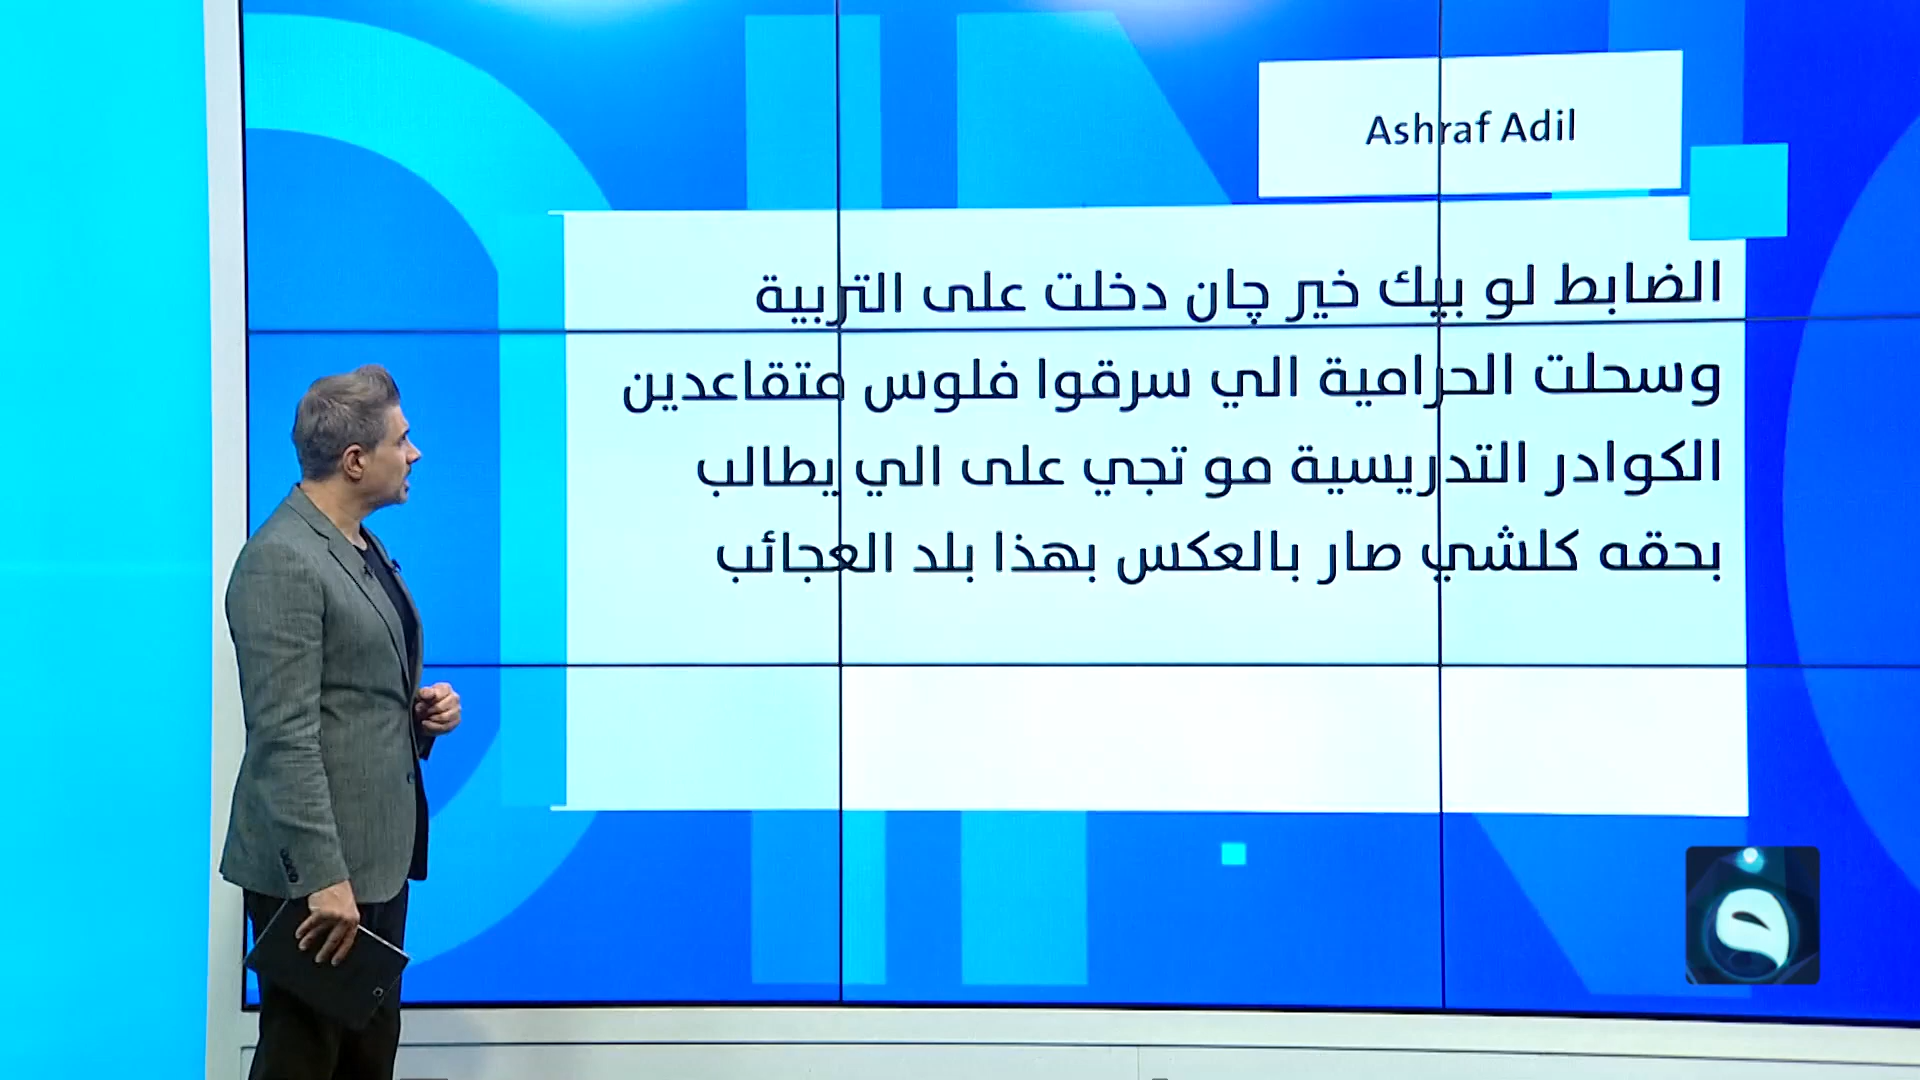 Ashraf Adil
الضابط لو بيك خير چان دخلت على التربية
وسحلت الحرامية الي سرقوا فلوس متقاعدين
الكوادر التدريسية مو تجي على الي يطالب
بحقه كلشي صار بالعكس بهذا بلد العجائب